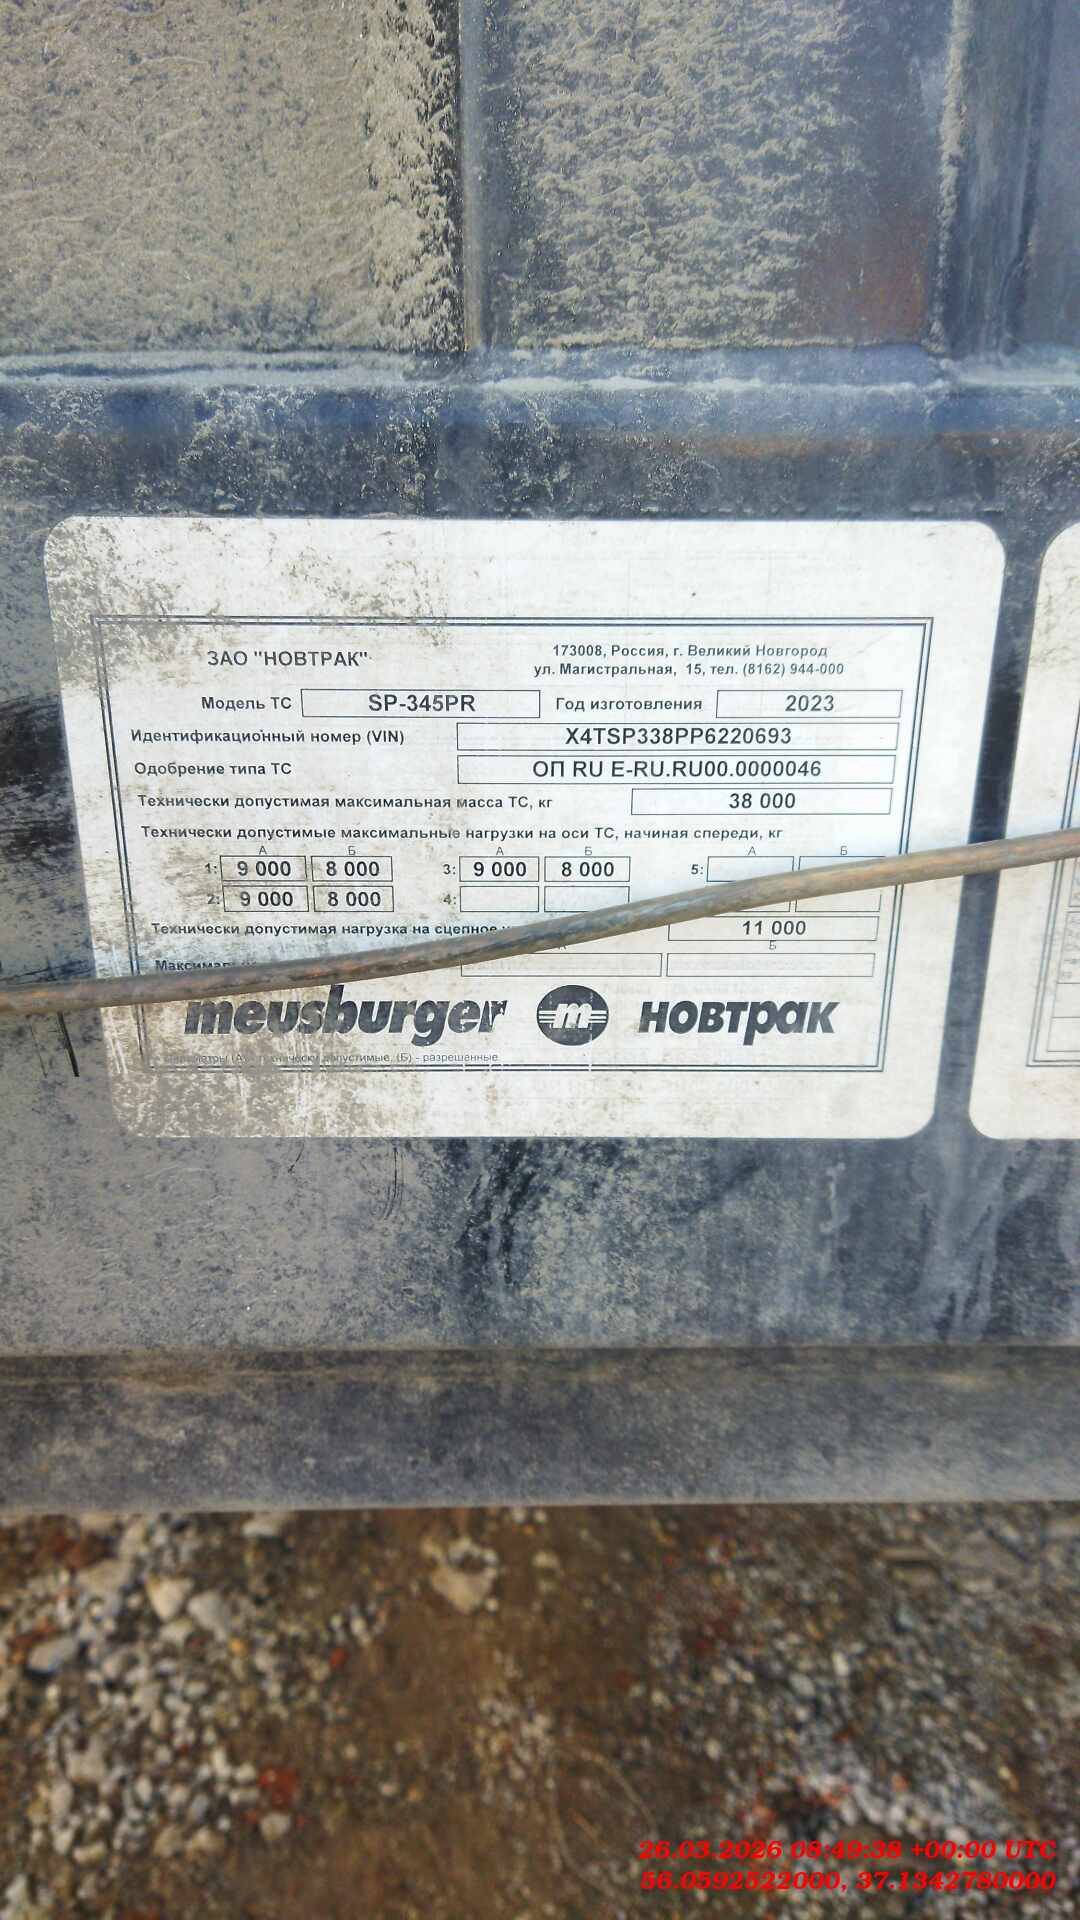 ЗАО "НОВТРАК"
173008, Россия, г. Великий Новгород
ул. Магистральная, 15, тел. (8162) 944-000
Модель ТС SP-345PR Год изготовления 2023
Идентификационный номер (VIN) X4TSP338PP6220693
Одобрение типа ТС ОП RU E-RU.RU00.0000046
Технически допустимая максимальная масса ТС, кг 38 000
Технически допустимые максимальные нагрузки на оси ТС, начиная спереди, кг
А Б А Б А Б
1: 9 000 8 000 3: 9 000 8 000 5:
2: 9 000 8 000 4:
Технически допустимая нагрузка на сцепное 11 000
Б
meusburger m новтрак
технически допустимые, (Б) - разрешенные
26.03.2026 08:49:38 +00:00 UTC
56.0592522000, 37.1342780000